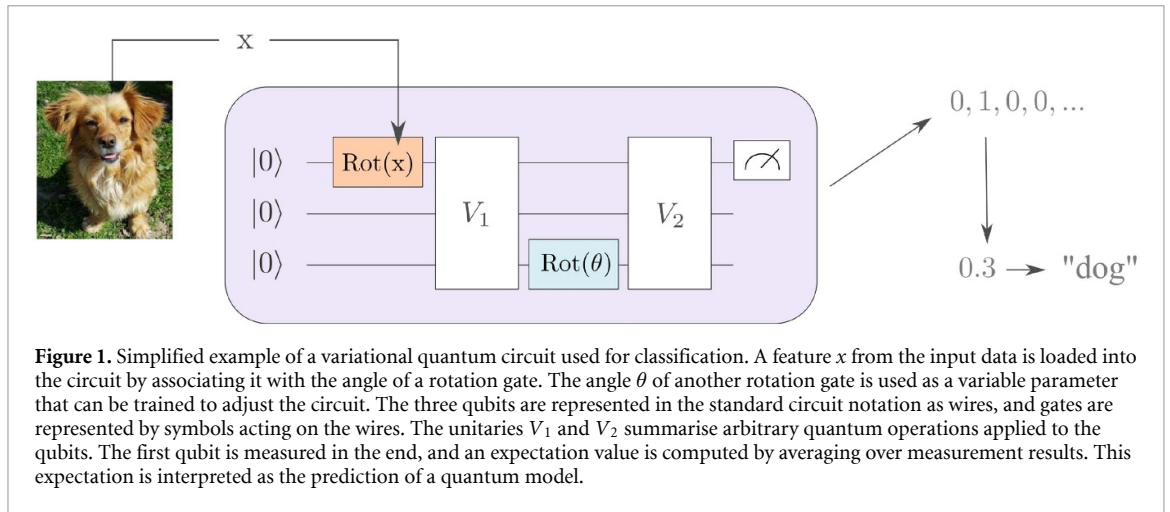 x
0, 1, 0, 0, ...
|0⟩ Rot(x)
|0⟩ V₁ V₂
|0⟩ Rot(θ)
0.3 "dog"
Figure 1. Simplified example of a variational quantum circuit used for classification. A feature x from the input data is loaded into
the circuit by associating it with the angle of a rotation gate. The angle θ of another rotation gate is used as a variable parameter
that can be trained to adjust the circuit. The three qubits are represented in the standard circuit notation as wires, and gates are
represented by symbols acting on the wires. The unitaries V₁ and V₂ summarise arbitrary quantum operations applied to the
qubits. The first qubit is measured in the end, and an expectation value is computed by averaging over measurement results. This
expectation is interpreted as the prediction of a quantum model.